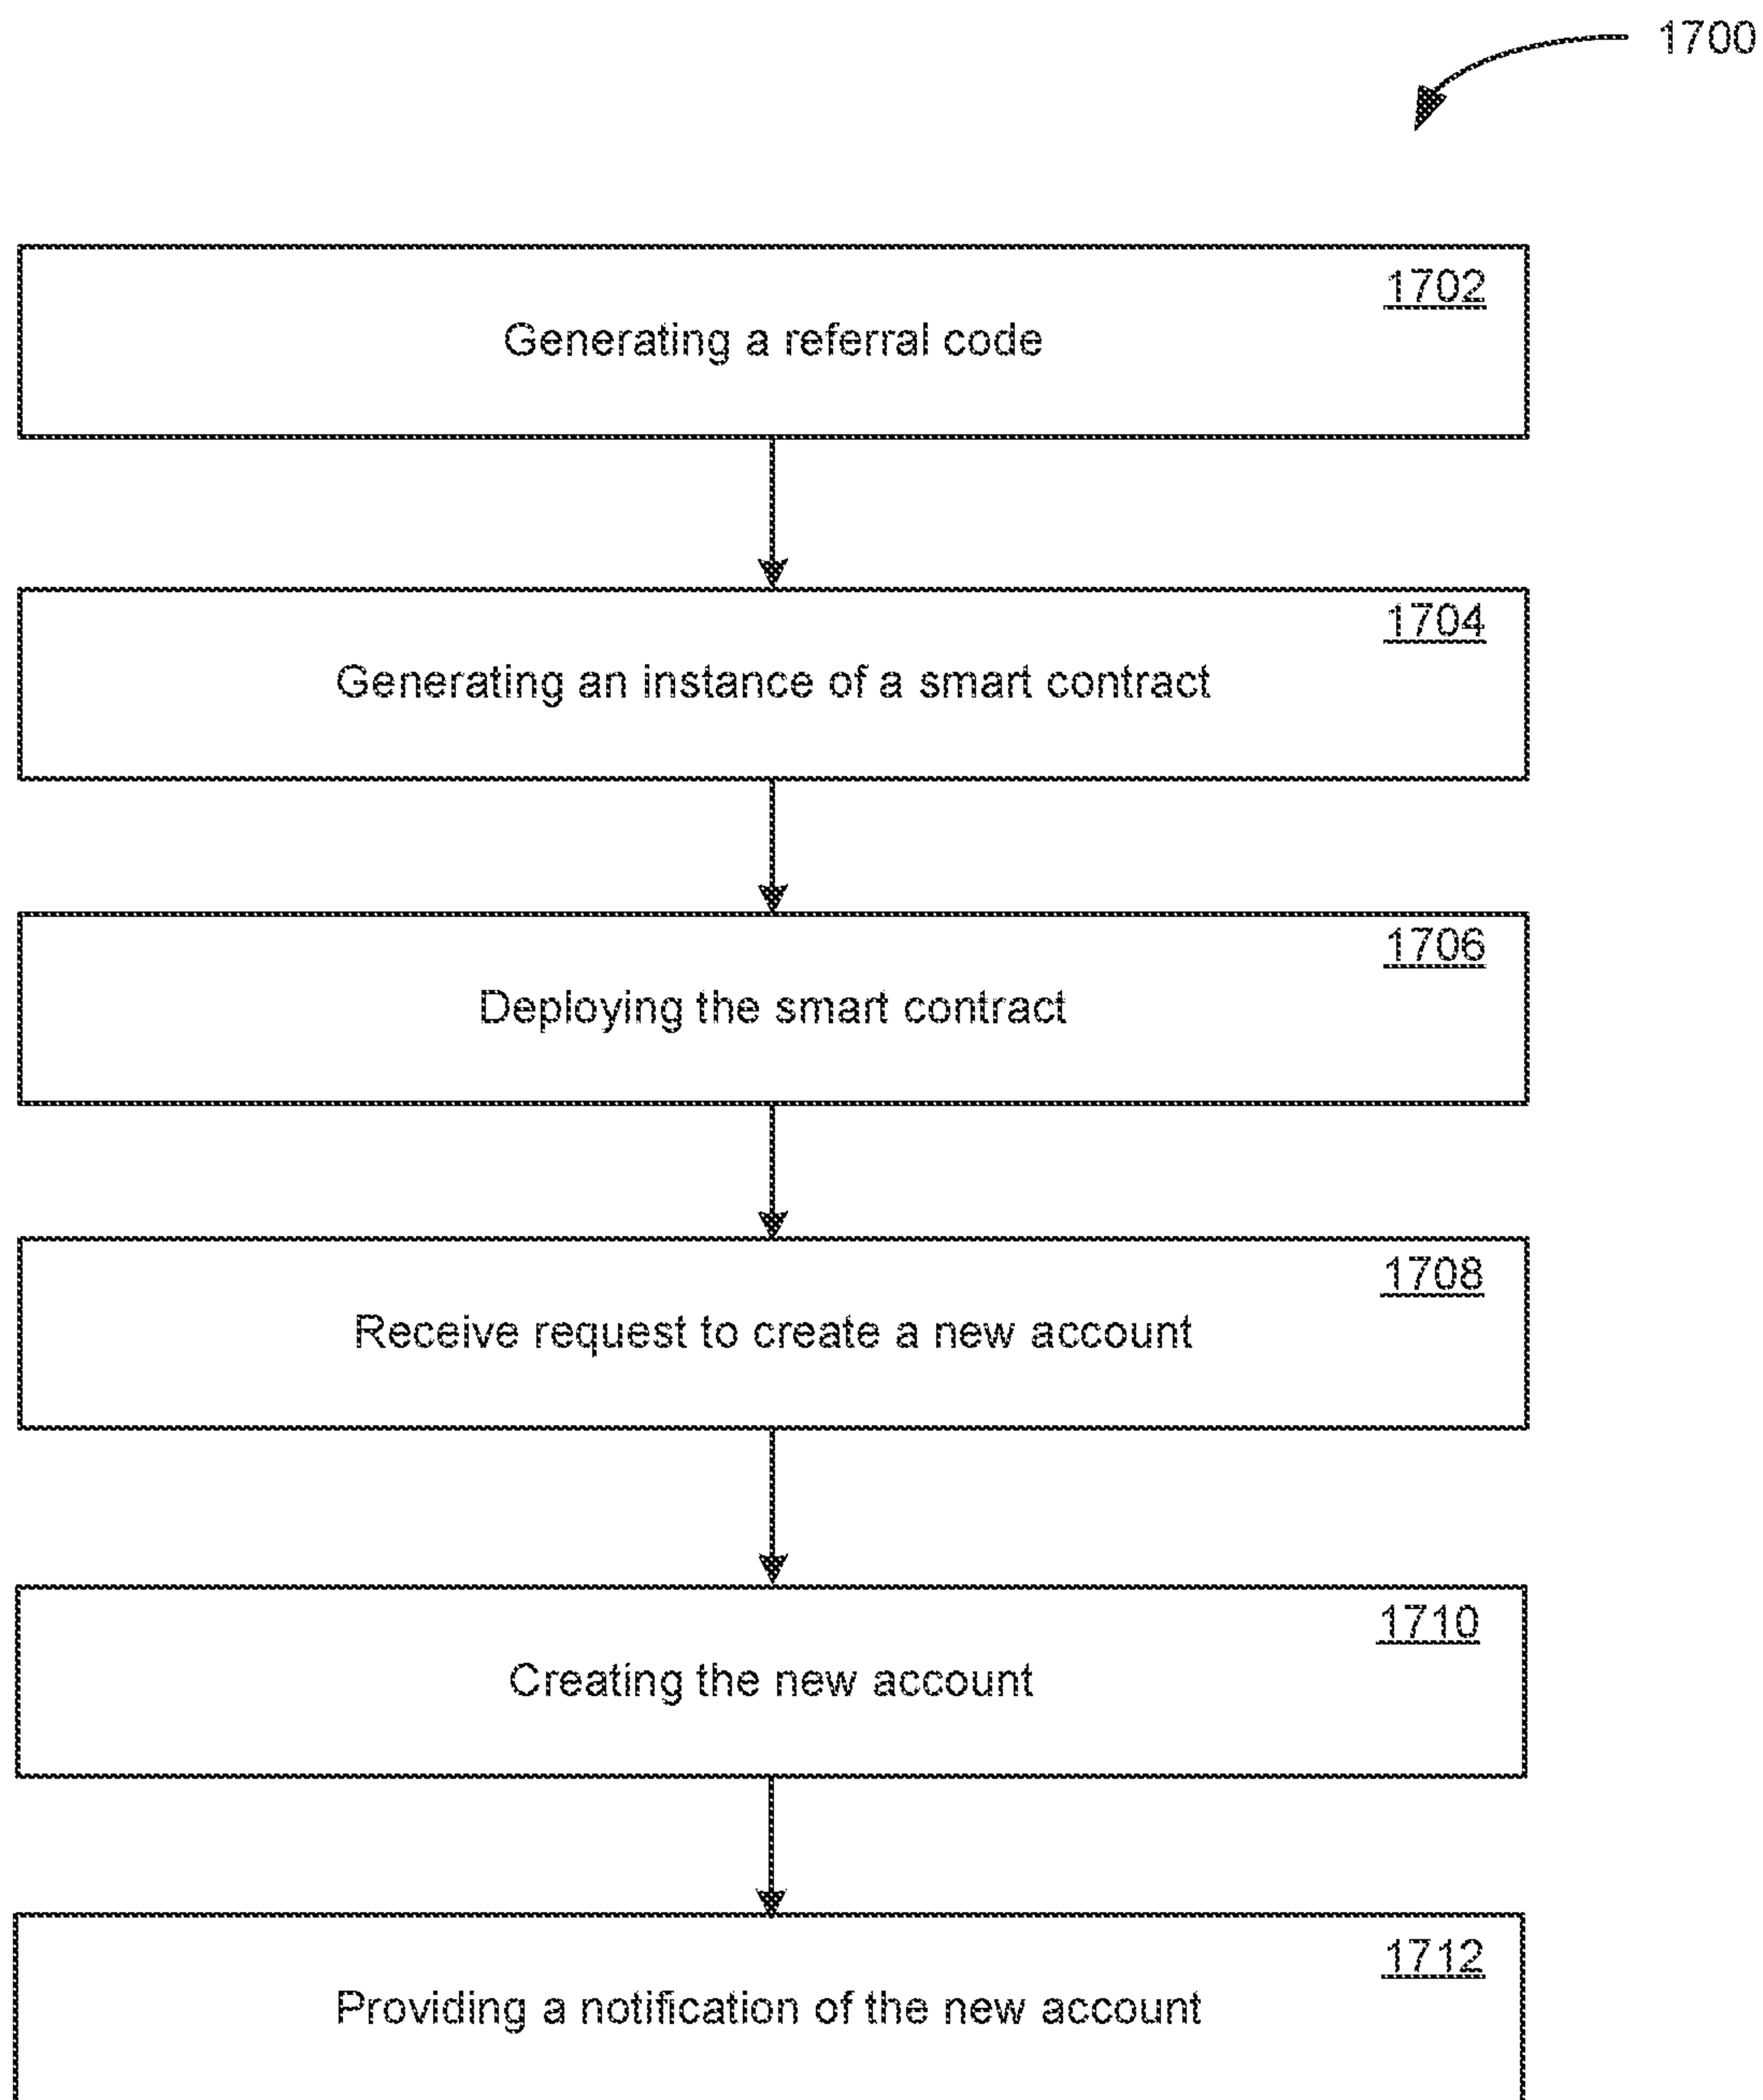 1700
1702
Generating a referral code
1704
Generating an instance of a smart contract
1706
Deploying the smart contract
1708
Receive request to create a new account
1710
Creating the new account
1712
Providing a notification of the new account